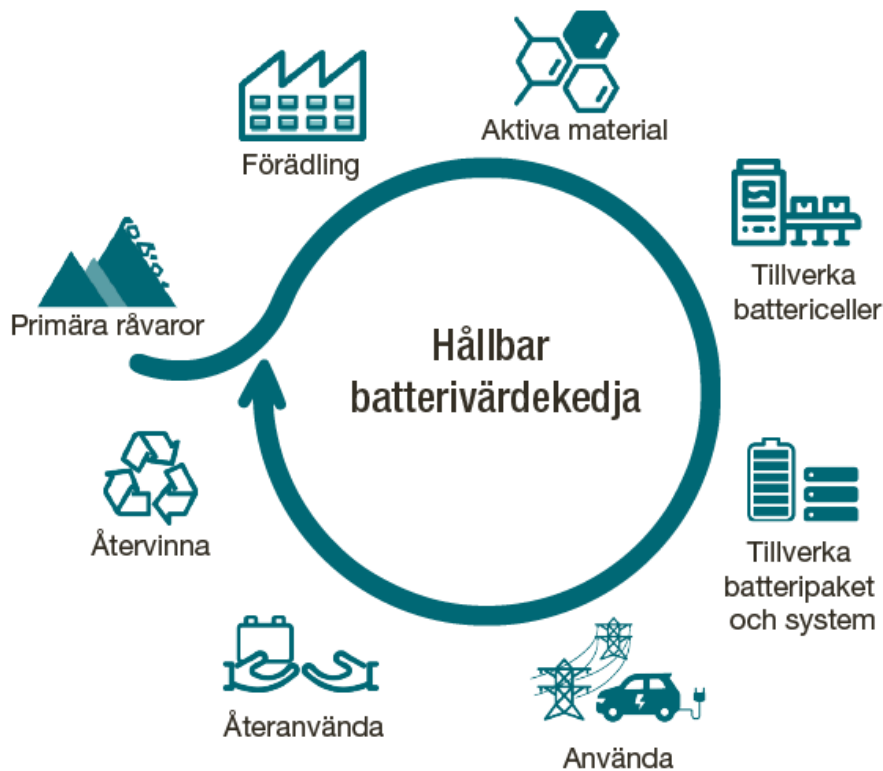 Aktiva material
Förädling
Tillverka
battericeller
Primära råvaror
Hållbar
batterivärdekedja
Återvinna
Tillverka
batteripaket
och system
Återanvända
Använda